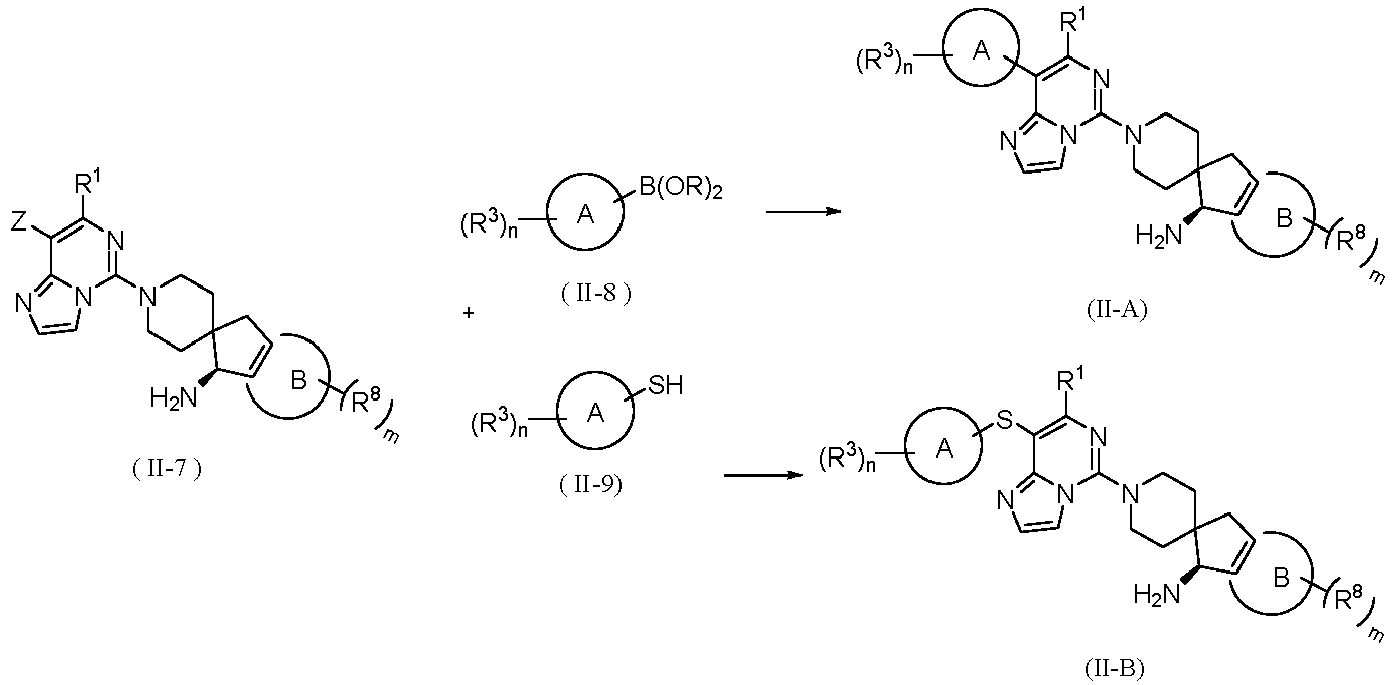 (R³)n A R¹
N
N N N
H₂N B (R⁸)m
(II-A)
Z R¹
N
N N N
H₂N B (R⁸)m
(II-7)
+
(R³)n A B(OR)₂
(II-8)
(R³)n A SH
(II-9)
(R³)n A S R¹
N
N N N
H₂N B (R⁸)m
(II-B)